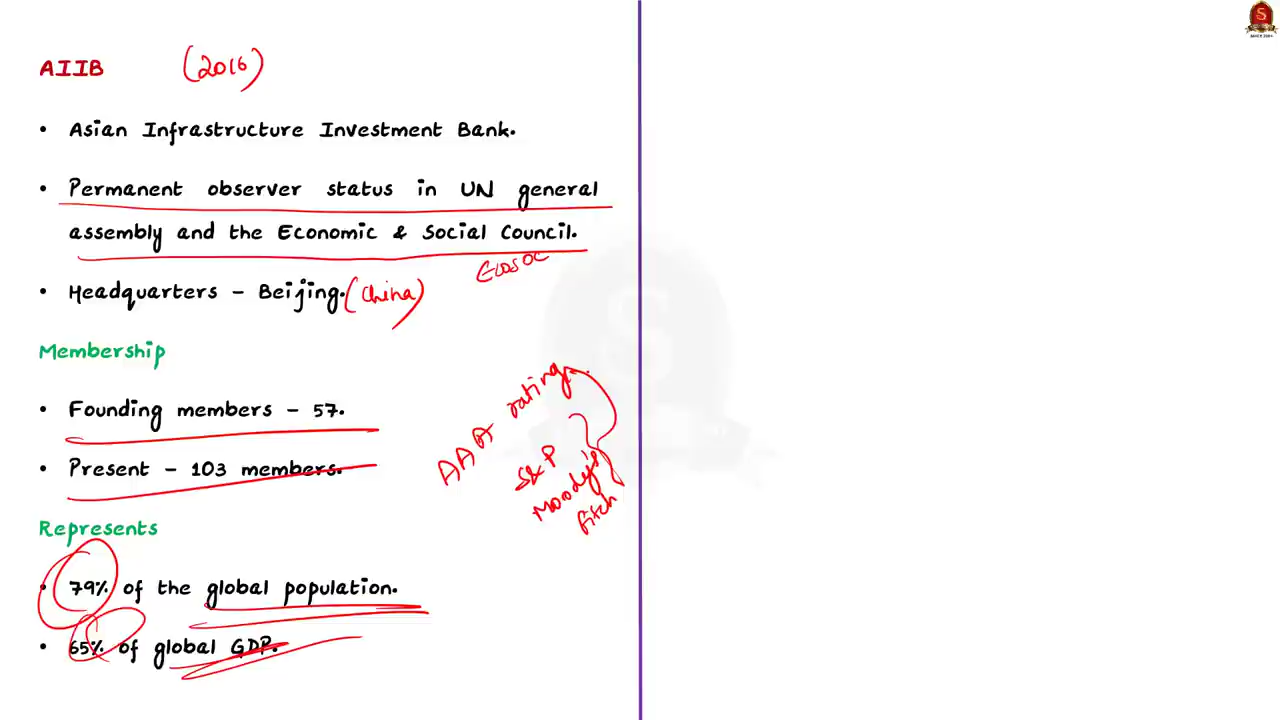 AIIB (2016)
• Asian Infrastructure Investment Bank.
• Permanent observer status in UN general
assembly and the Economic & Social Council.
ECOSOC
• Headquarters - Beijing. (China)
Membership
• Founding members - 57.
• Present - 103 members.
AAA rating
S&P
Moody's
fitch
Represents
• 79% of the global population.
• 65% of global GDP.
S
SINCE 2004